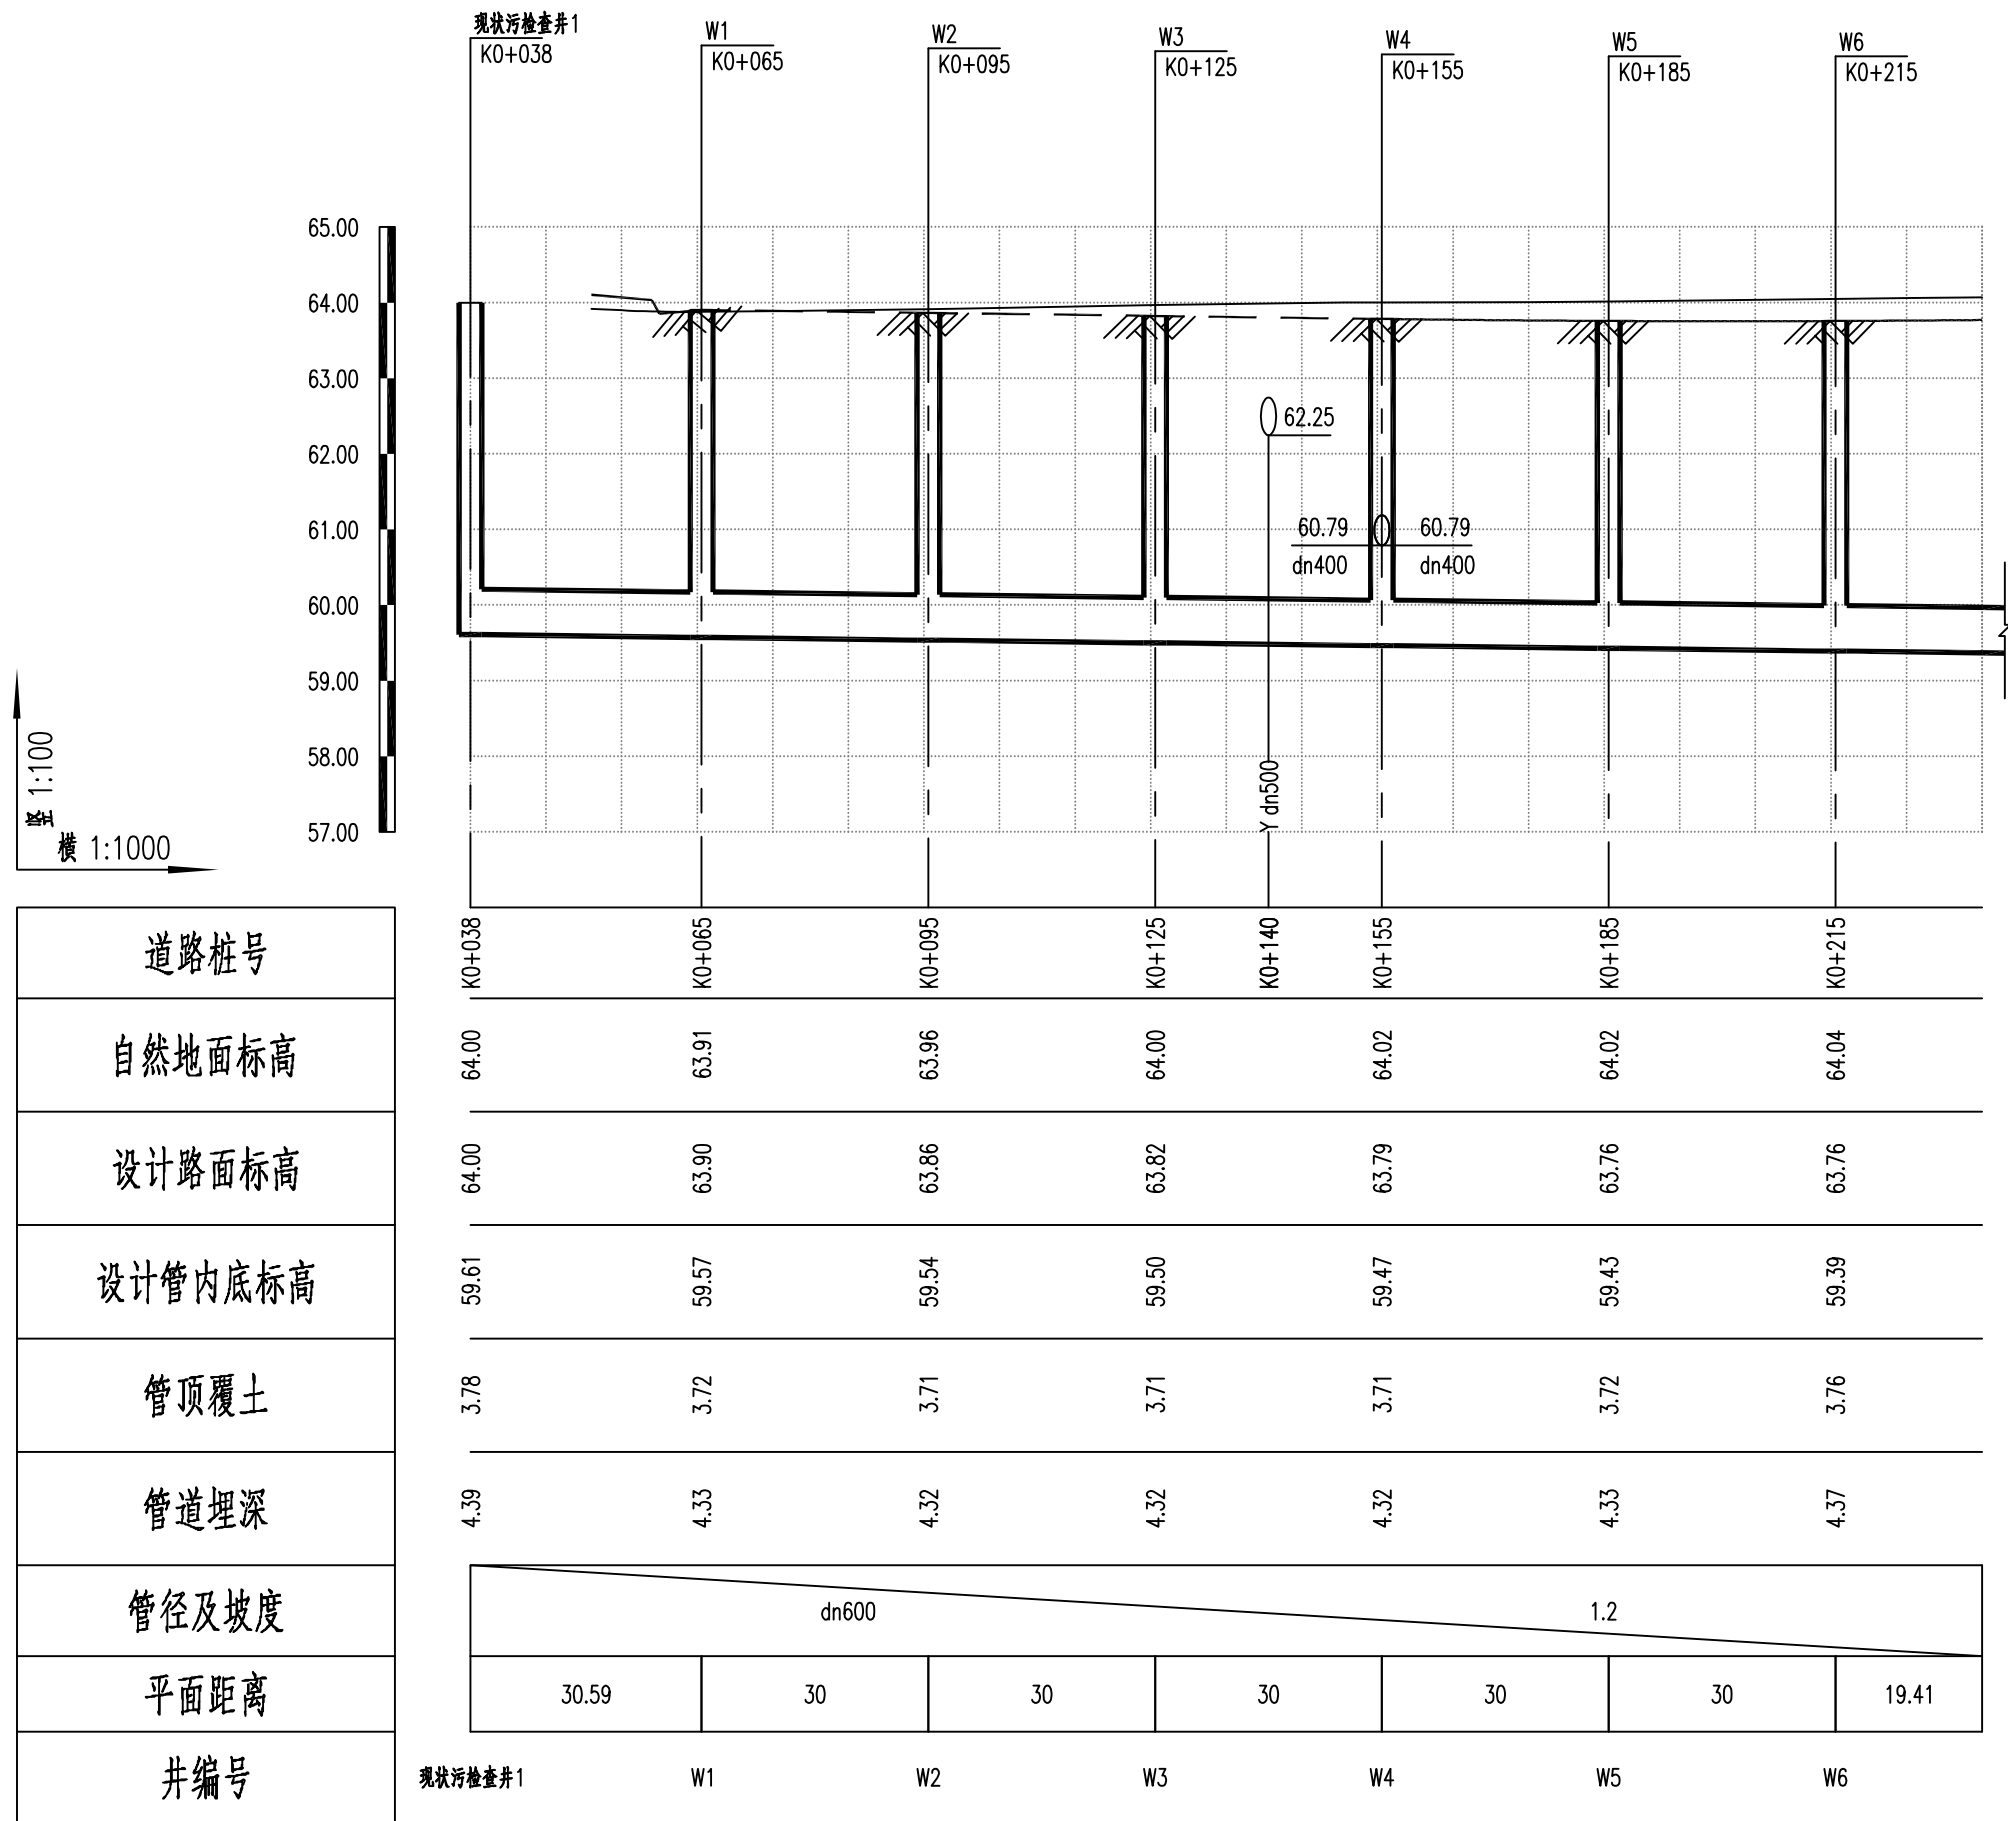 现状污检查井1
K0+038
W1
K0+065
W2
K0+095
W3
K0+125
W4
K0+155
W5
K0+185
W6
K0+215
65.00
64.00
63.00
62.00
61.00
60.00
59.00
58.00
57.00
62.25
60.79
60.79
dn400
dn400
Y dn500
竖 1:100
横 1:1000
道路桩号 K0+038 K0+065 K0+095 K0+125 K0+140 K0+155 K0+185 K0+215
自然地面标高 64.00 63.91 63.96 64.00 64.02 64.02 64.04
设计路面标高 64.00 63.90 63.86 63.82 63.79 63.76 63.76
设计管内底标高 59.61 59.57 59.54 59.50 59.47 59.43 59.39
管顶覆土 3.78 3.72 3.71 3.71 3.71 3.72 3.76
管道埋深 4.39 4.33 4.32 4.32 4.32 4.33 4.37
管径及坡度 dn600 1.2
平面距离 30.59 30 30 30 30 30 19.41
井编号 现状污检查井1 W1 W2 W3 W4 W5 W6